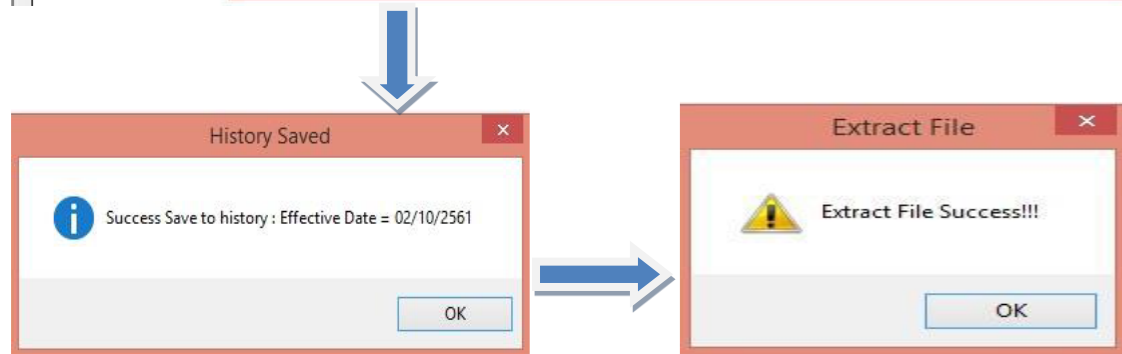 History Saved
Success Save to history : Effective Date = 02/10/2561
OK
Extract File
Extract File Success!!!
OK